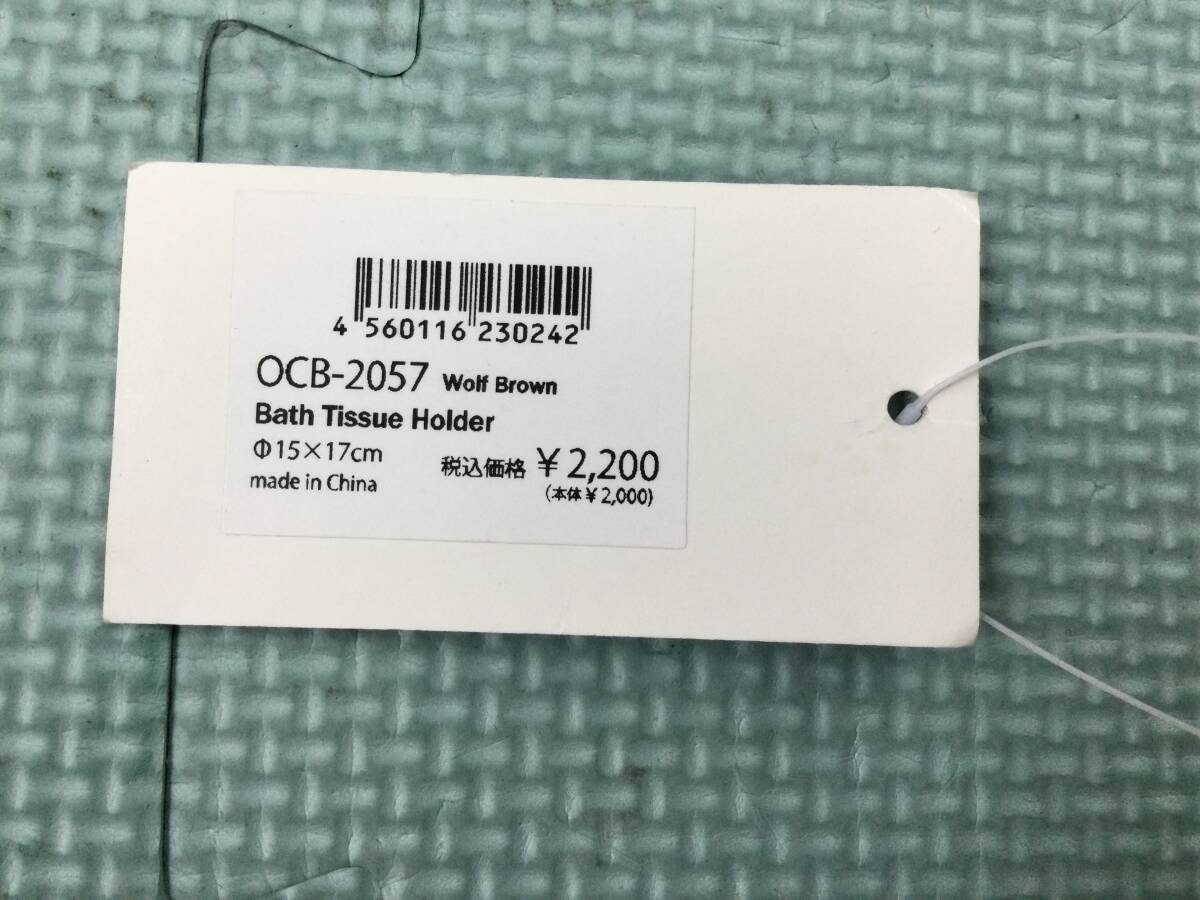 4 560116 230242
OCB-2057 Wolf Brown
Bath Tissue Holder
Φ15×17cm
税込価格 ¥2,200
made in China
(本体¥2,000)